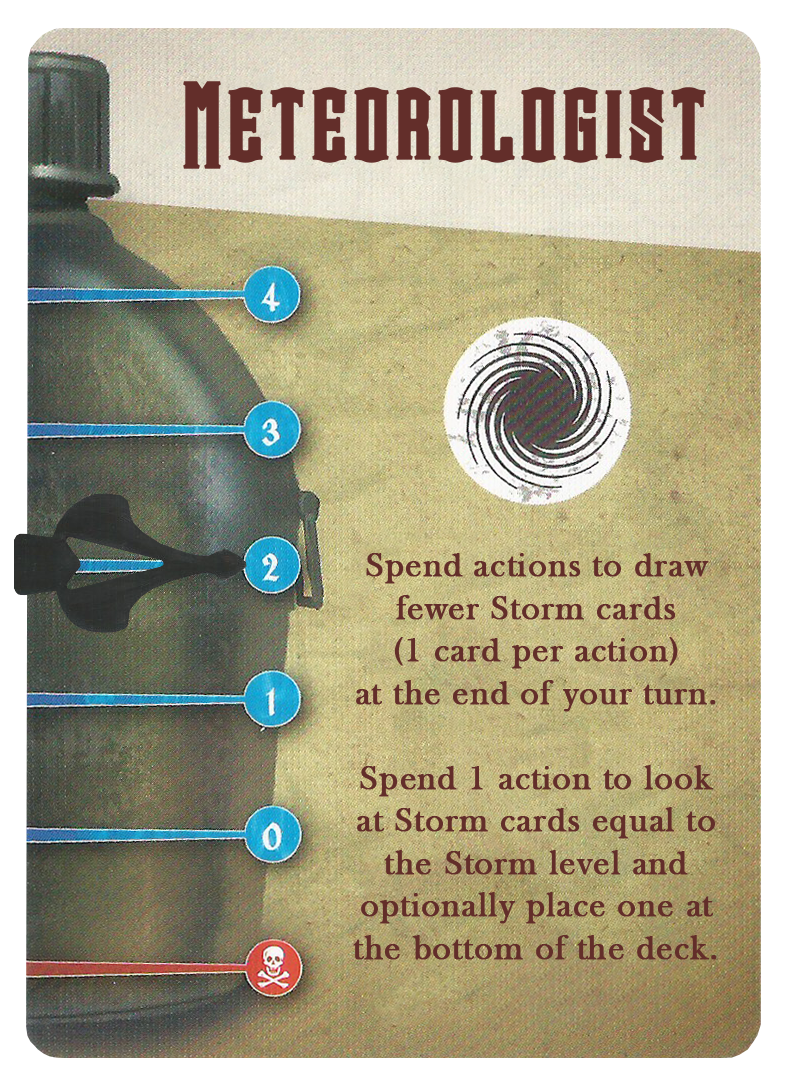 METEOROLOGIST
4
3
2
1
0
Spend actions to draw
fewer Storm cards
(1 card per action)
at the end of your turn.
Spend 1 action to look
at Storm cards equal to
the Storm level and
optionally place one at
the bottom of the deck.